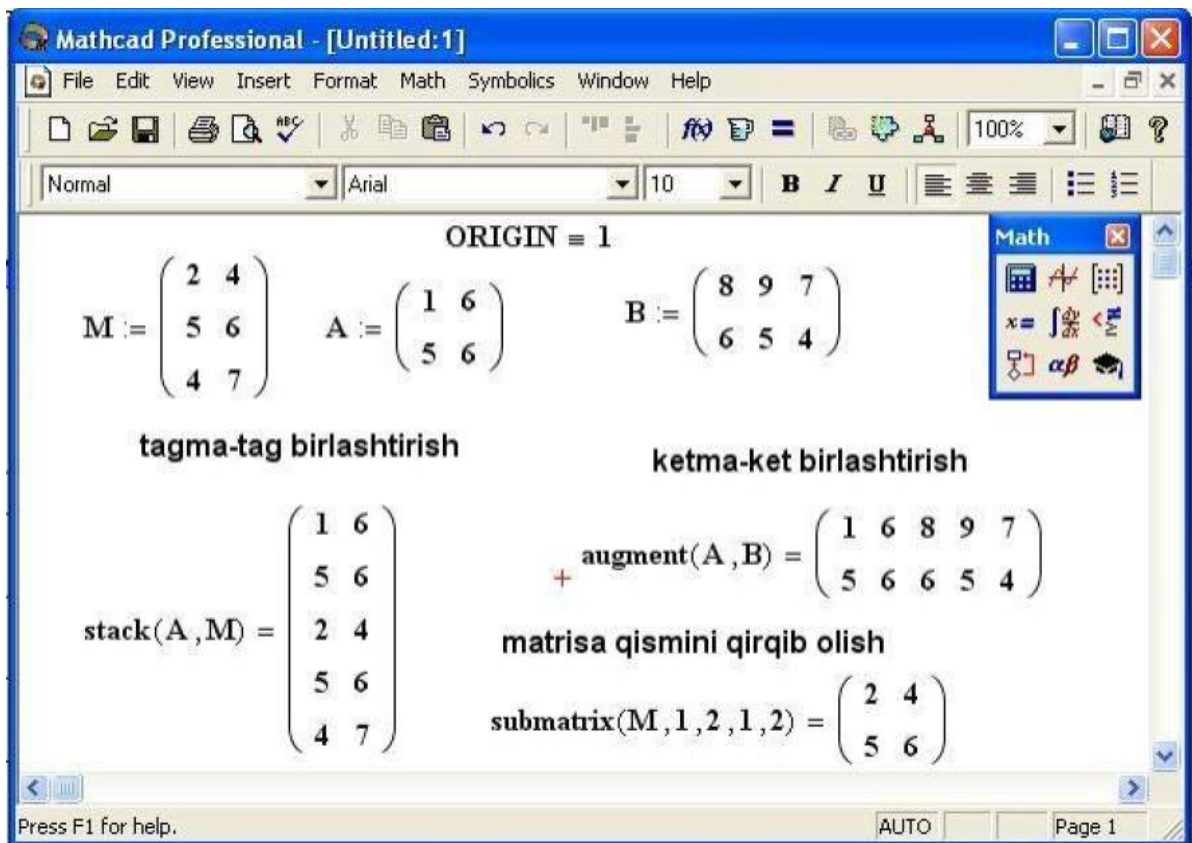 Mathcad Professional - [Untitled:1]
File Edit View Insert Format Math Symbolics Window Help
100%
Normal Arial 10 B I U
ORIGIN ≡ 1
Math
M := ( 2 4
5 6
4 7 )
A := ( 1 6
5 6 )
B := ( 8 9 7
6 5 4 )
tagma-tag birlashtirish
ketma-ket birlashtirish
stack(A ,M) = ( 1 6
5 6
2 4
5 6
4 7 )
augment(A ,B) = ( 1 6 8 9 7
5 6 6 5 4 )
matrisa qismini qirqib olish
submatrix(M ,1 ,2 ,1 ,2) = ( 2 4
5 6 )
Press F1 for help. AUTO Page 1